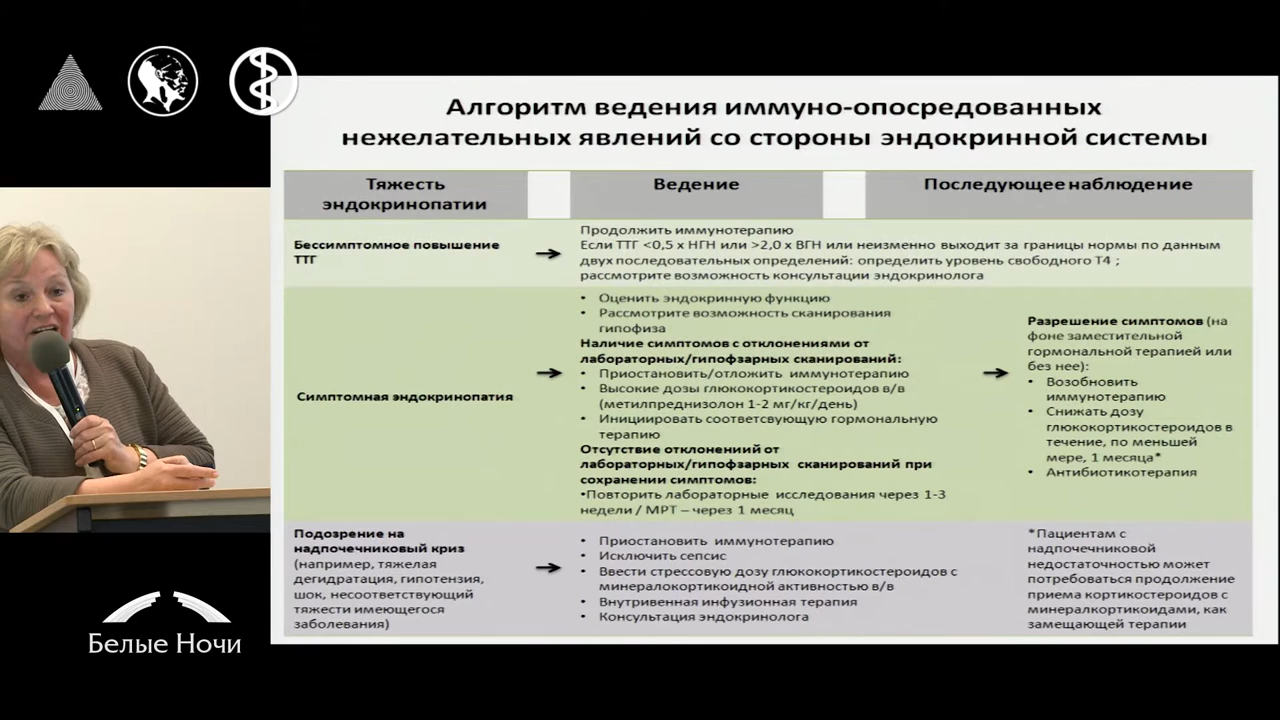 Алгоритм ведения иммуно-опосредованных
нежелательных явлений со стороны эндокринной системы
Тяжесть
эндокринопатии
Ведение
Последующее наблюдение
Бессимптомное повышение
ТТГ
Продолжить иммунотерапию
Если ТТГ <0,5 х НГН или >2,0 х ВГН или неизменно выходит за границы нормы по данным
двух последовательных определений: определить уровень свободного Т4 ;
рассмотрите возможность консультации эндокринолога
Симптомная эндокринопатия
• Оценить эндокринную функцию
• Рассмотрите возможность сканирования
гипофиза
Наличие симптомов с отклонениями от
лабораторных/гипофзарных сканирований:
• Приостановить/отложить иммунотерапию
• Высокие дозы глюкокортикостероидов в/в
(метилпреднизолон 1-2 мг/кг/день)
• Инициировать соответсвующую гормональную
терапию
Отсутствие отклонениий от
лабораторных/гипофзарных сканирований при
сохранении симптомов:
•Повторить лабораторные исследования через 1-3
недели / МРТ – через 1 месяц
Разрешение симптомов (на
фоне заместительной
гормональной терапией или
без нее):
• Возобновить
иммунотерапию
• Снижать дозу
глюкокортикостероидов в
течение, по меньшей
мере, 1 месяца*
• Антибиотикотерапия
Подозрение на
надпочечниковый криз
(например, тяжелая
дегидратация, гипотензия,
шок, несоответствующий
тяжести имеющегося
заболевания)
• Приостановить иммунотерапию
• Исключить сепсис
• Ввести стрессовую дозу глюкокортикостероидов с
минералокортикоидной активностью в/в
• Внутривенная инфузионная терапия
• Консультация эндокринолога
*Пациентам с
надпочечниковой
недостаточностью может
потребоваться продолжение
приема кортикостероидов с
минералкортикоидами, как
замещающей терапии
Белые Ночи